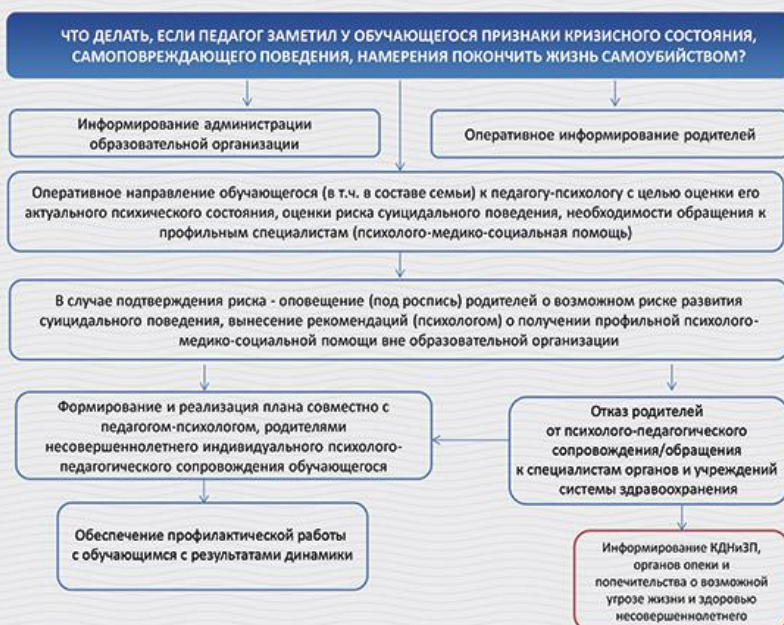 ЧТО ДЕЛАТЬ, ЕСЛИ ПЕДАГОГ ЗАМЕТИЛ У ОБУЧАЮЩЕГОСЯ ПРИЗНАКИ КРИЗИСНОГО СОСТОЯНИЯ,
САМОПОВРЕЖДАЮЩЕГО ПОВЕДЕНИЯ, НАМЕРЕНИЯ ПОКОНЧИТЬ ЖИЗНЬ САМОУБИЙСТВОМ?
Информирование администрации
образовательной организации
Оперативное информирование родителей
Оперативное направление обучающегося (в т.ч. в составе семьи) к педагогу-психологу с целью оценки его
актуального психического состояния, оценки риска суицидального поведения, необходимости обращения к
профильным специалистам (психолого-медико-социальная помощь)
В случае подтверждения риска - оповещение (под роспись) родителей о возможном риске развития
суицидального поведения, вынесение рекомендаций (психологом) о получении профильной психолого-
медико-социальной помощи вне образовательной организации
Формирование и реализация плана совместно с
педагогом-психологом, родителями
несовершеннолетнего индивидуального психолого-
педагогического сопровождения обучающегося
Отказ родителей
от психолого-педагогического
сопровождения/обращения
к специалистам органов и учреждений
системы здравоохранения
Обеспечение профилактической работы
с обучающимся с результатами динамики
Информирование КДНиЗП,
органов опеки и
попечительства о возможной
угрозе жизни и здоровью
несовершеннолетнего